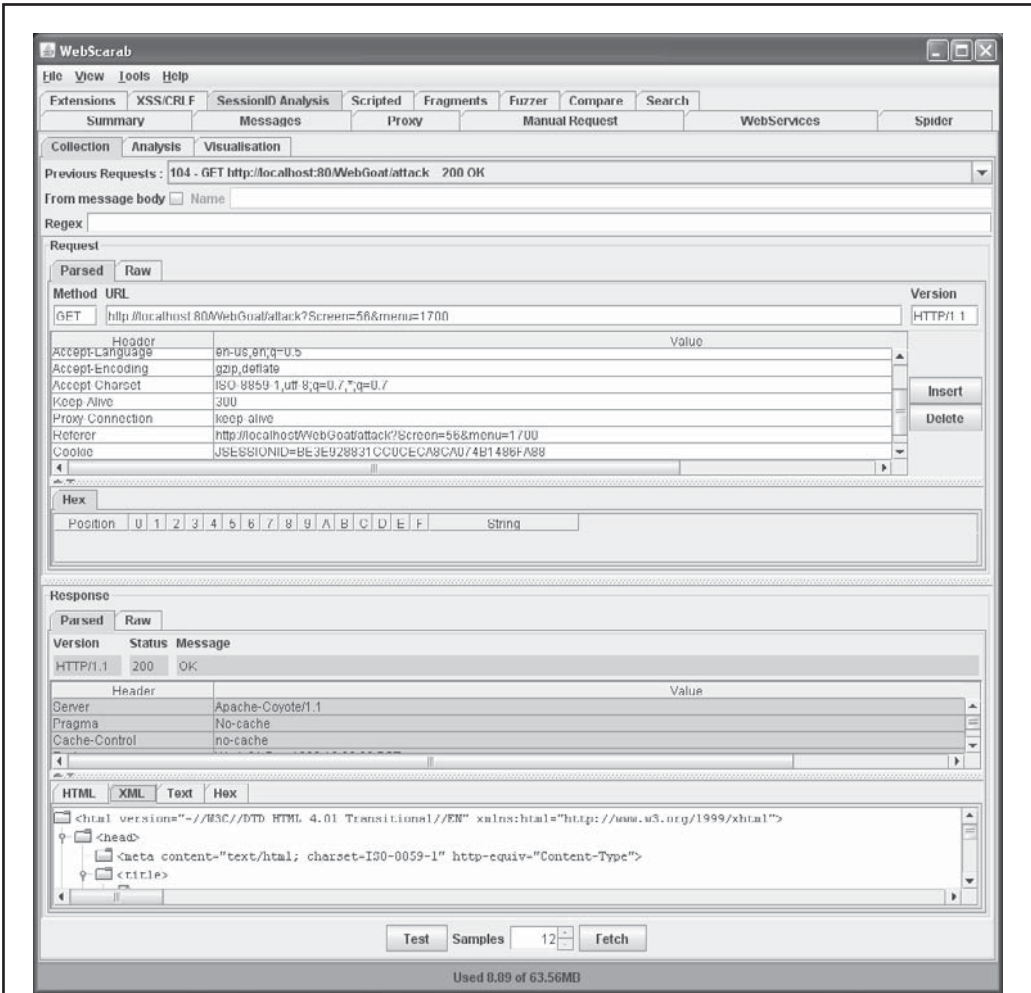 WebScarab
File View Tools Help
Extensions XSS/CRLF SessionID Analysis Scripted Fragments Fuzzer Compare Search
Summary Messages Proxy Manual Request WebServices Spider
Collection Analysis Visualisation
Previous Requests : 104 - GET http://localhost:80/WebGoat/attack 200 OK
From message body Name
Regex
Request
Parsed Raw
Method URL Version
GET http://localhost:80/WebGoat/attack?Screen=56&menu=1700 HTTP/1.1
Header Value
Accept-Language en-us,en;q=0.5
Accept-Encoding gzip,deflate
Accept-Charset ISO-8859-1,utf-8;q=0.7,*;q=0.7
Keep-Alive 300
Proxy-Connection keep-alive
Referer http://localhost/WebGoat/attack?Screen=56&menu=1700
Cookie
Insert
Delete
Hex
Position 0 1 2 3 4 5 6 7 8 9 A B C D E F String
Response
Parsed Raw
Version Status Message
HTTP/1.1 200 OK
Header Value
Server Apache-Coyote/1.1
Pragma No-cache
Cache-Control no-cache
HTML XML Text Hex
<html version="-//W3C//DTD HTML 4.01 Transitional//EN" xmlns:html="http://www.w3.org/1999/xhtml">
<head>
<meta content="text/html; charset=ISO-8859-1" http-equiv="Content-Type">
<title>
Test Samples 12 Fetch
Used 8.89 of 63.56MB